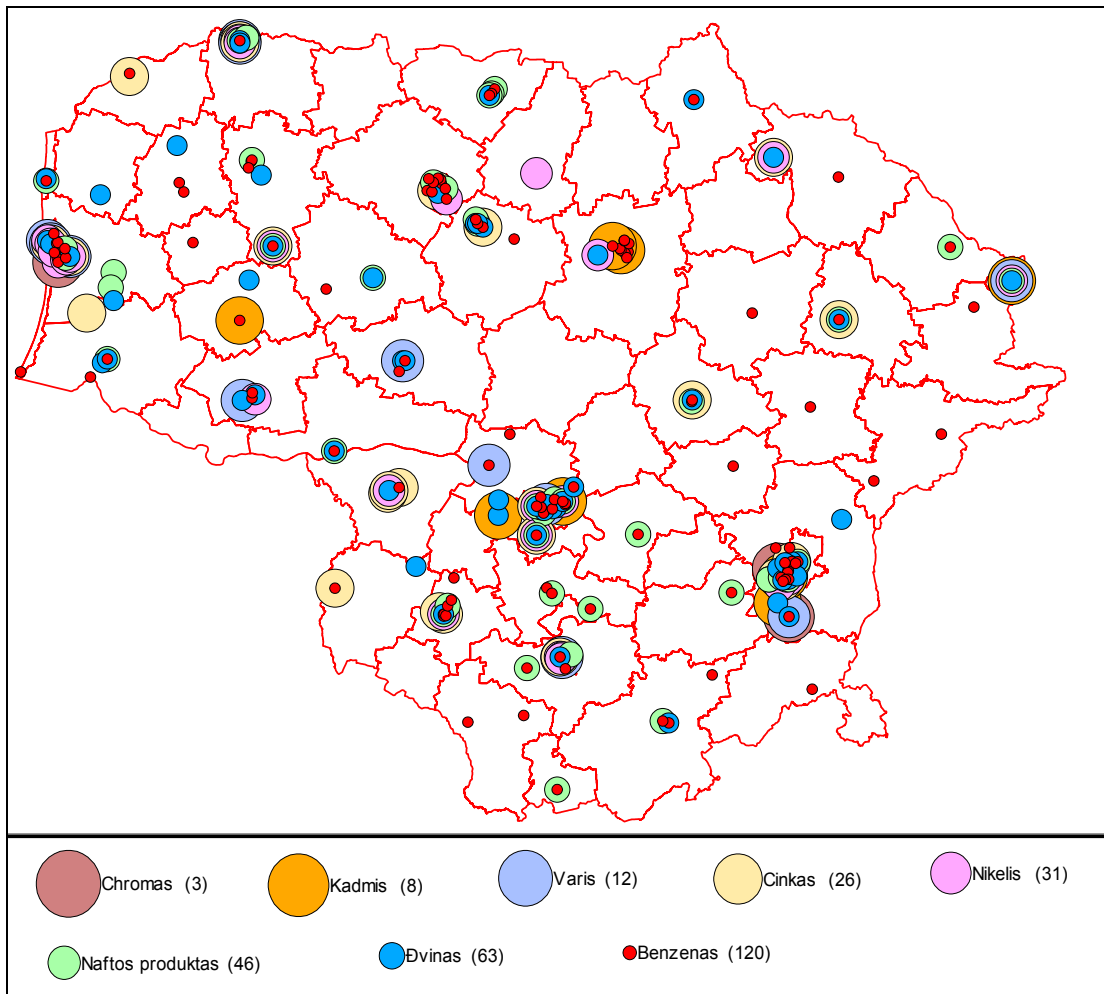 Chromas (3)
Kadmis (8)
Varis (12)
Cinkas (26)
Nikelis (31)
Naftos produktas (46)
Ðvinas (63)
Benzenas (120)